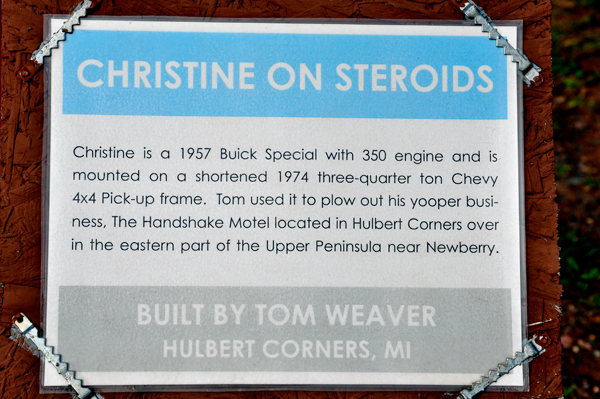 CHRISTINE ON STEROIDS
Christine is a 1957 Buick Special with 350 engine and is
mounted on a shortened 1974 three-quarter ton Chevy
4x4 Pick-up frame. Tom used it to plow out his yooper busi-
ness, The Handshake Motel located in Hulbert Corners over
in the eastern part of the Upper Peninsula near Newberry.
BUILT BY TOM WEAVER
HULBERT CORNERS, MI